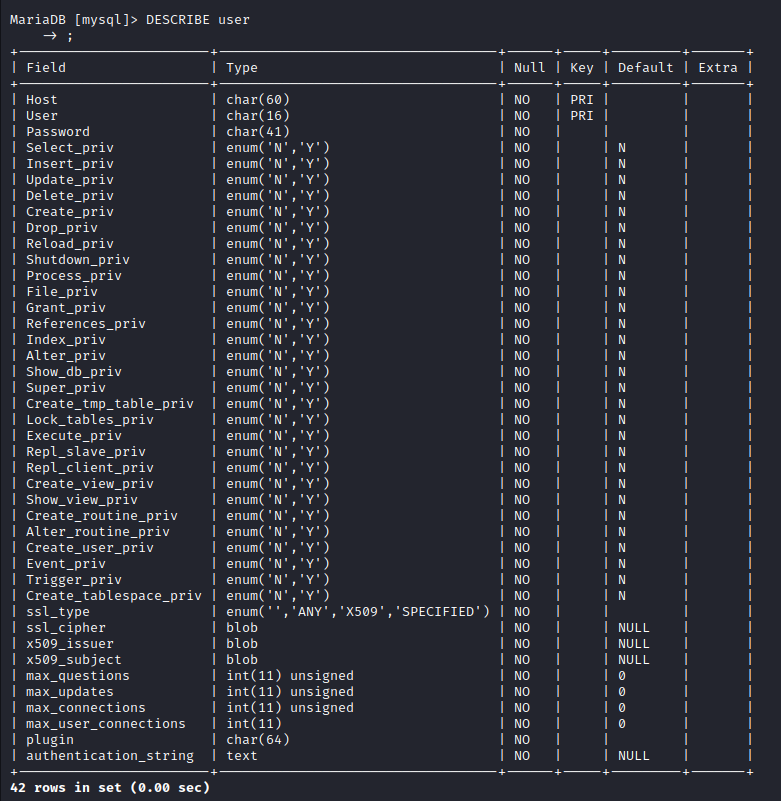 MariaDB [mysql]> DESCRIBE user
    → ;
+------------------------+-----------------------------------+------+-----+---------+-------+
| Field                  | Type                              | Null | Key | Default | Extra |
+------------------------+-----------------------------------+------+-----+---------+-------+
| Host                   | char(60)                          | NO   | PRI |         |       |
| User                   | char(16)                          | NO   | PRI |         |       |
| Password               | char(41)                          | NO   |     |         |       |
| Select_priv            | enum('N','Y')                     | NO   |     | N       |       |
| Insert_priv            | enum('N','Y')                     | NO   |     | N       |       |
| Update_priv            | enum('N','Y')                     | NO   |     | N       |       |
| Delete_priv            | enum('N','Y')                     | NO   |     | N       |       |
| Create_priv            | enum('N','Y')                     | NO   |     | N       |       |
| Drop_priv              | enum('N','Y')                     | NO   |     | N       |       |
| Reload_priv            | enum('N','Y')                     | NO   |     | N       |       |
| Shutdown_priv          | enum('N','Y')                     | NO   |     | N       |       |
| Process_priv           | enum('N','Y')                     | NO   |     | N       |       |
| File_priv              | enum('N','Y')                     | NO   |     | N       |       |
| Grant_priv             | enum('N','Y')                     | NO   |     | N       |       |
| References_priv        | enum('N','Y')                     | NO   |     | N       |       |
| Index_priv             | enum('N','Y')                     | NO   |     | N       |       |
| Alter_priv             | enum('N','Y')                     | NO   |     | N       |       |
| Show_db_priv           | enum('N','Y')                     | NO   |     | N       |       |
| Super_priv             | enum('N','Y')                     | NO   |     | N       |       |
| Create_tmp_table_priv  | enum('N','Y')                     | NO   |     | N       |       |
| Lock_tables_priv       | enum('N','Y')                     | NO   |     | N       |       |
| Execute_priv           | enum('N','Y')                     | NO   |     | N       |       |
| Repl_slave_priv        | enum('N','Y')                     | NO   |     | N       |       |
| Repl_client_priv       | enum('N','Y')                     | NO   |     | N       |       |
| Create_view_priv       | enum('N','Y')                     | NO   |     | N       |       |
| Show_view_priv         | enum('N','Y')                     | NO   |     | N       |       |
| Create_routine_priv    | enum('N','Y')                     | NO   |     | N       |       |
| Alter_routine_priv     | enum('N','Y')                     | NO   |     | N       |       |
| Create_user_priv       | enum('N','Y')                     | NO   |     | N       |       |
| Event_priv             | enum('N','Y')                     | NO   |     | N       |       |
| Trigger_priv           | enum('N','Y')                     | NO   |     | N       |       |
| Create_tablespace_priv | enum('N','Y')                     | NO   |     | N       |       |
| ssl_type               | enum('','ANY','X509','SPECIFIED') | NO   |     |         |       |
| ssl_cipher             | blob                              | NO   |     | NULL    |       |
| x509_issuer            | blob                              | NO   |     | NULL    |       |
| x509_subject           | blob                              | NO   |     | NULL    |       |
| max_questions          | int(11) unsigned                  | NO   |     | 0       |       |
| max_updates            | int(11) unsigned                  | NO   |     | 0       |       |
| max_connections        | int(11) unsigned                  | NO   |     | 0       |       |
| max_user_connections   | int(11)                           | NO   |     | 0       |       |
| plugin                 | char(64)                          | NO   |     |         |       |
| authentication_string  | text                              | NO   |     | NULL    |       |
+------------------------+-----------------------------------+------+-----+---------+-------+
42 rows in set (0.00 sec)